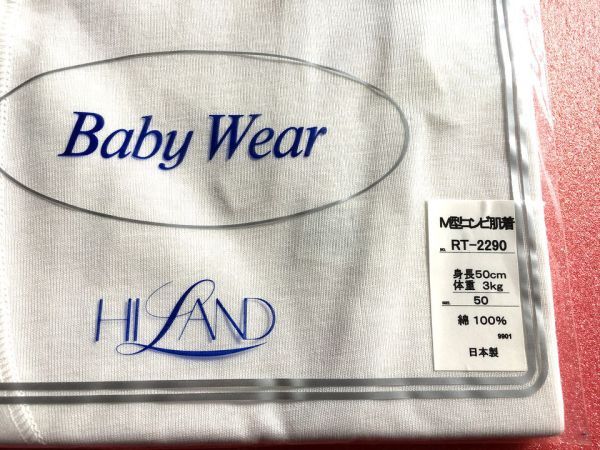 Baby Wear
HILAND
M型コンビ肌着
NO. RT-2290
身長50cm
体重 3kg
50
綿 100%
9901
日本製